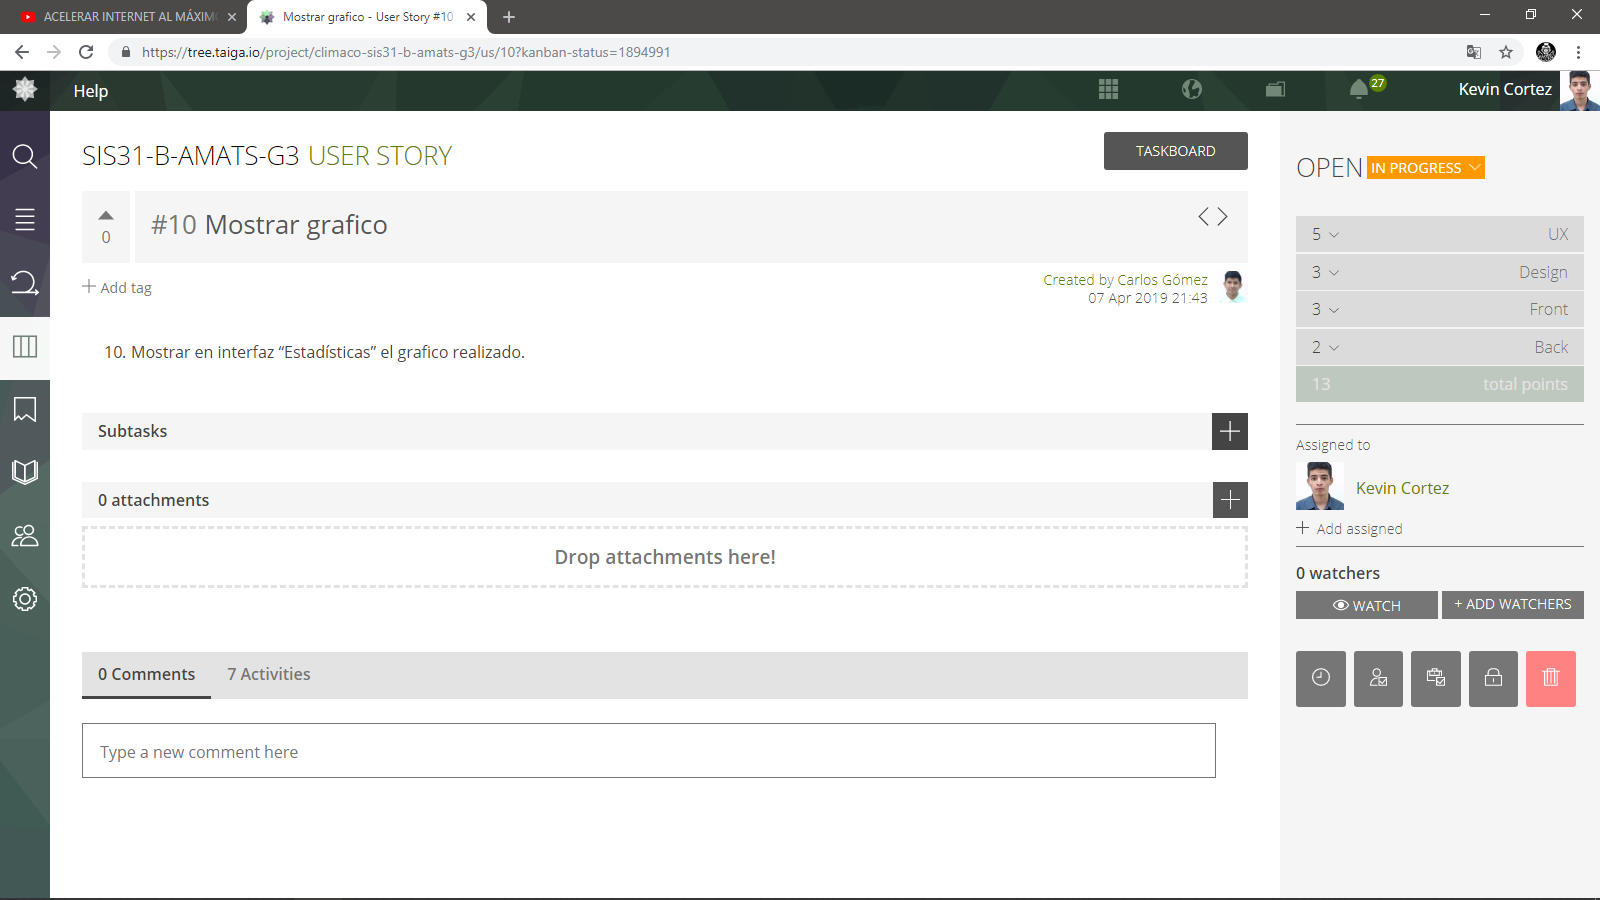 ACELERAR INTERNET AL MÁXIM
Mostrar grafico - User Story #10
https://tree.taiga.io/project/climaco-sis31-b-amats-g3/us/10?kanban-status=1894991
Help
27
Kevin Cortez
SIS31-B-AMATS-G3 USER STORY
TASKBOARD
0
#10 Mostrar grafico
Add tag
Created by Carlos Gómez
07 Apr 2019 21:43
10. Mostrar en interfaz “Estadísticas” el grafico realizado.
Subtasks
0 attachments
Drop attachments here!
0 Comments 7 Activities
Type a new comment here
OPEN IN PROGRESS
5 UX
3 Design
3 Front
2 Back
13 total points
Assigned to
Kevin Cortez
+ Add assigned
0 watchers
WATCH
+ ADD WATCHERS